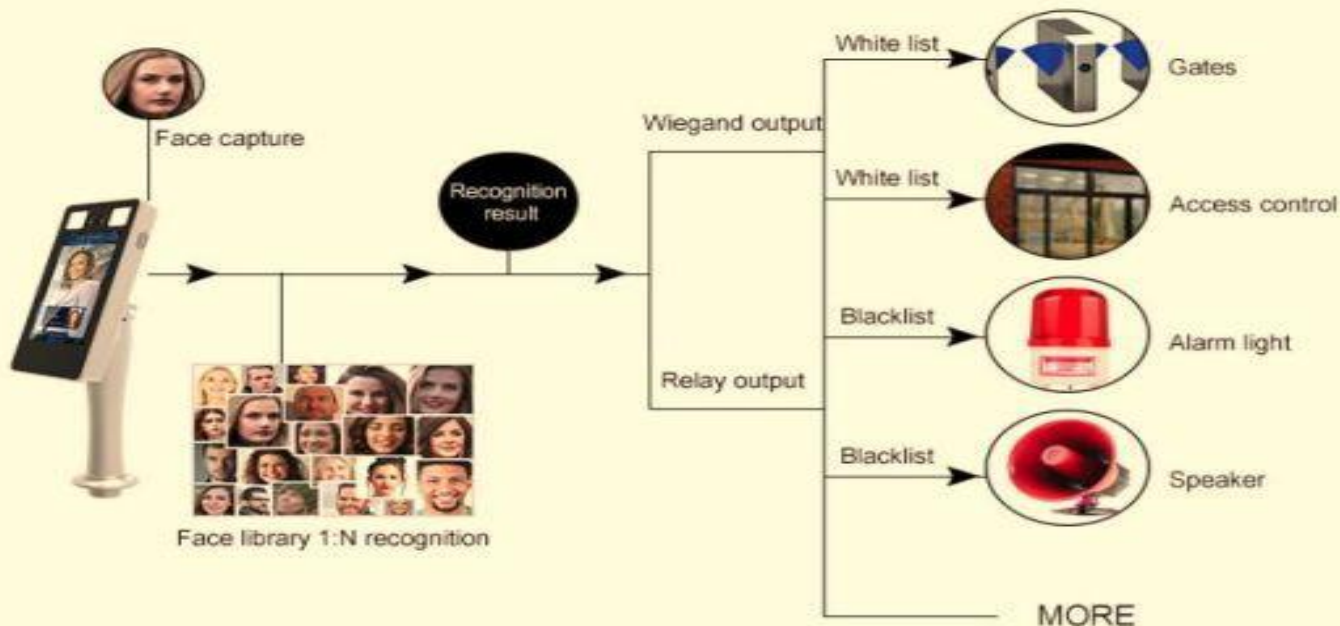 Face capture
Recognition
result
Face library 1:N recognition
Wiegand output
Relay output
White list
Gates
White list
Access control
Blacklist
Alarm light
Blacklist
Speaker
MORE